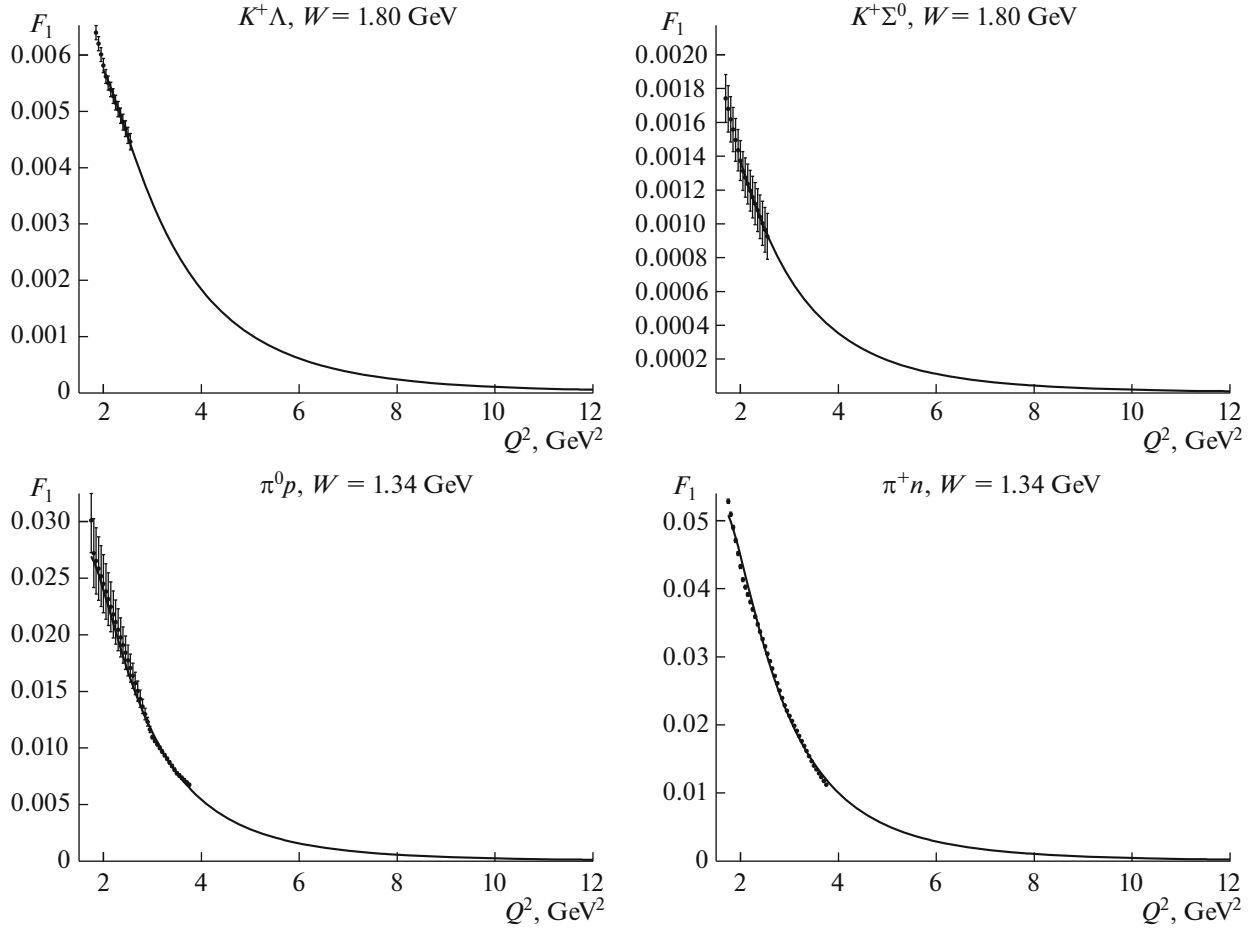 K⁺Λ, W = 1.80 GeV
F₁
0.006
0.005
0.004
0.003
0.002
0.001
0
2 4 6 8 10 12
Q², GeV²
K⁺Σ⁰, W = 1.80 GeV
F₁
0.0020
0.0018
0.0016
0.0014
0.0012
0.0010
0.0008
0.0006
0.0004
0.0002
2 4 6 8 10 12
Q², GeV²
π⁰p, W = 1.34 GeV
F₁
0.030
0.025
0.020
0.015
0.010
0.005
0
2 4 6 8 10 12
Q², GeV²
π⁺n, W = 1.34 GeV
F₁
0.05
0.04
0.03
0.02
0.01
0
2 4 6 8 10 12
Q², GeV²